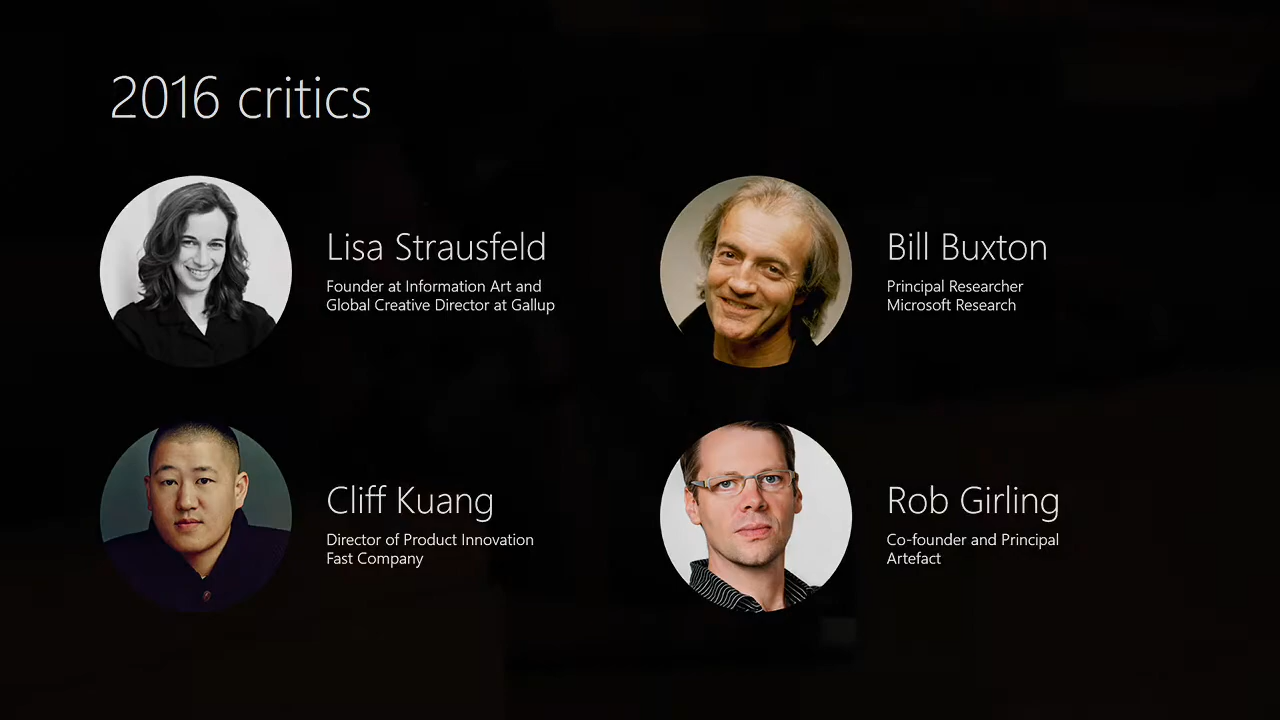 2016 critics
Lisa Strausfeld
Founder at Information Art and
Global Creative Director at Gallup
Bill Buxton
Principal Researcher
Microsoft Research
Cliff Kuang
Director of Product Innovation
Fast Company
Rob Girling
Co-founder and Principal
Artefact